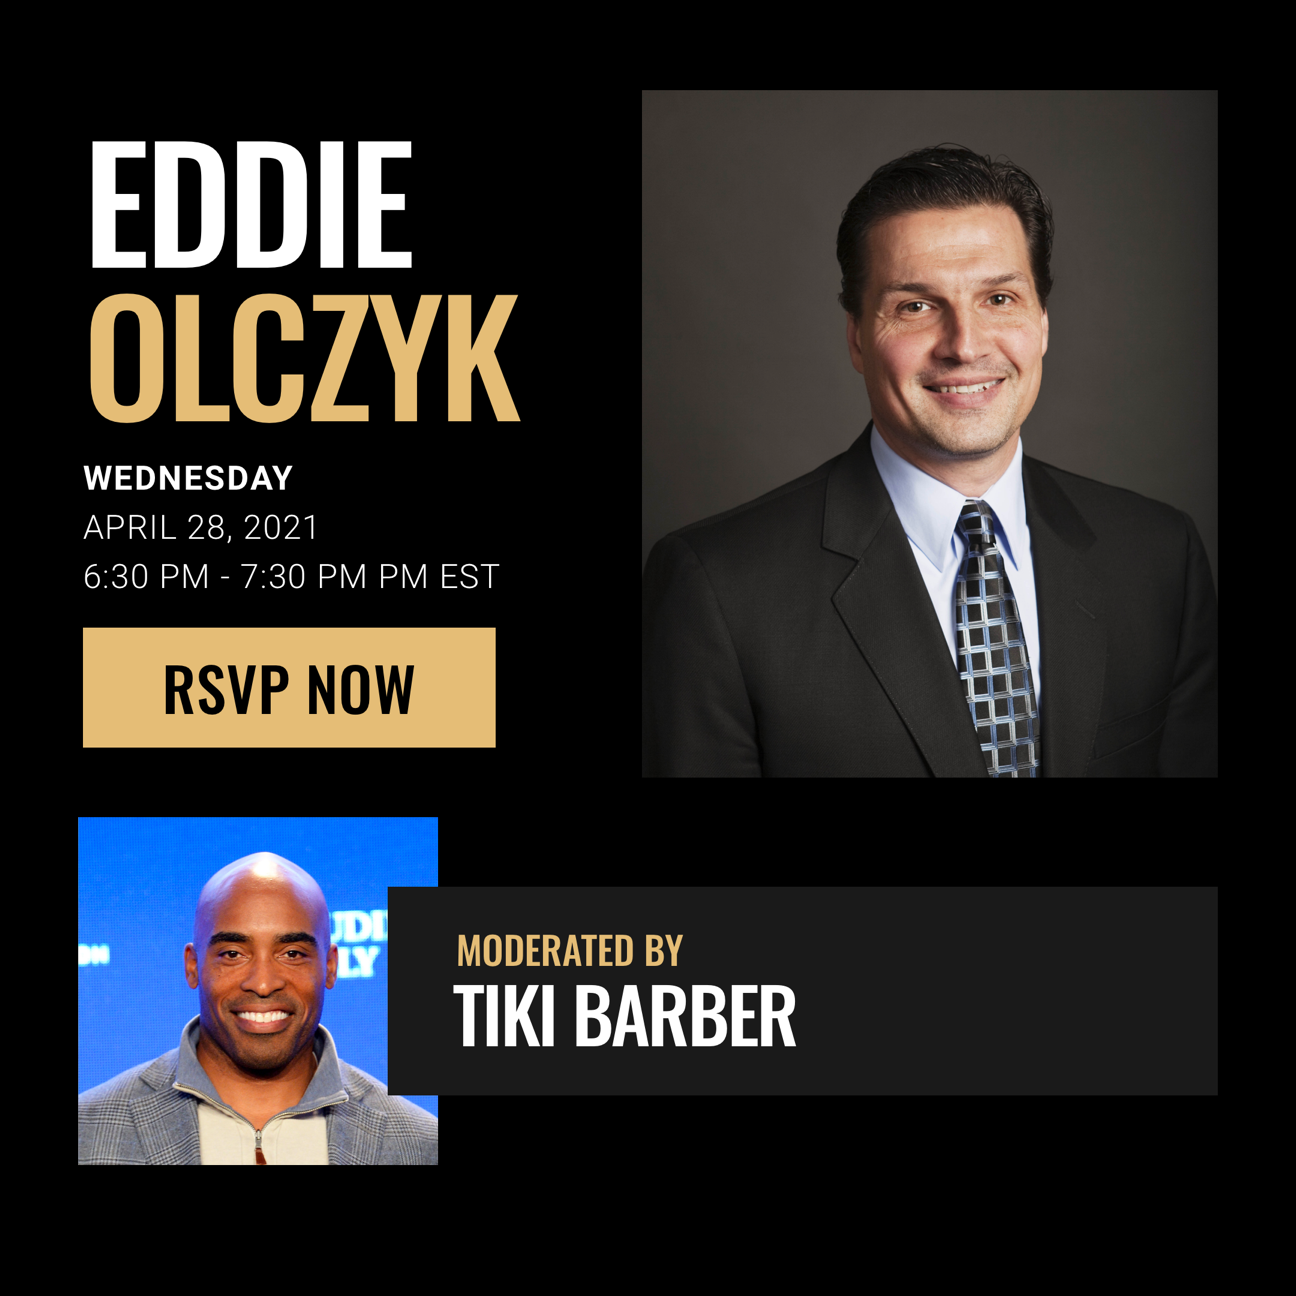 EDDIE
OLCZYK
WEDNESDAY
APRIL 28, 2021
6:30 PM - 7:30 PM PM EST
RSVP NOW
MODERATED BY
TIKI BARBER